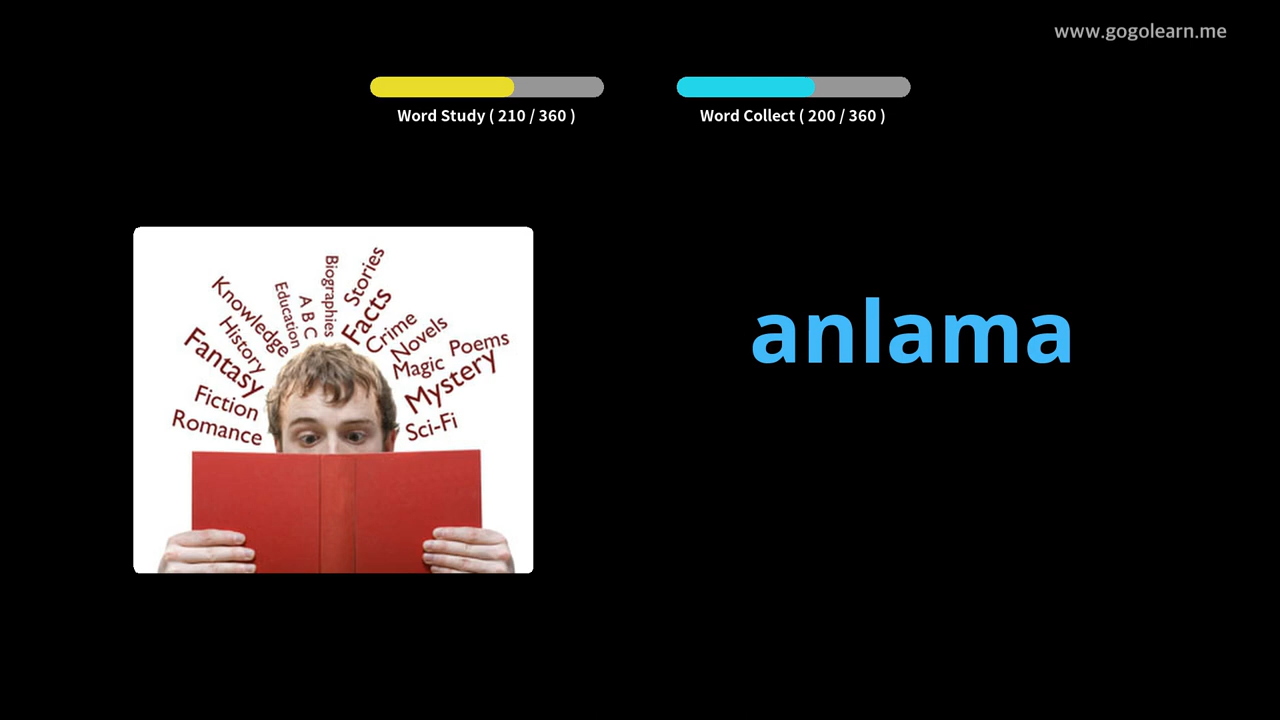 www.gogolearn.me
Word Study ( 210 / 360 )
Word Collect ( 200 / 360 )
Stories
Biographies
Facts
A B C
Education
Knowledge
Crime
History
Novels
Poems
Fantasy
Magic
Mystery
Fiction
Sci-Fi
Romance
anlama